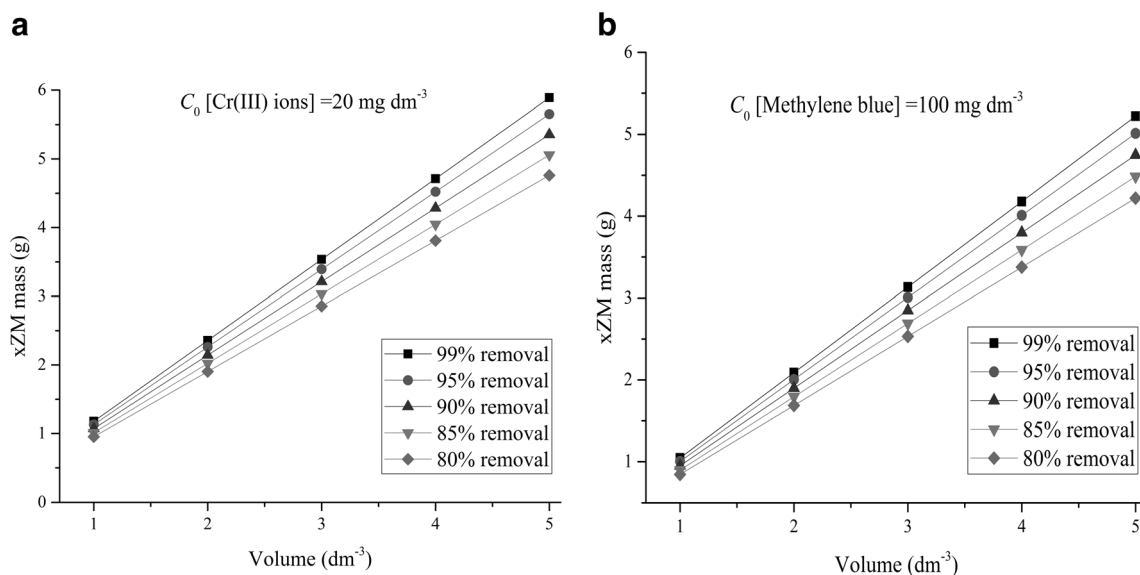 a
C₀ [Cr(III) ions] =20 mg dm⁻³
6
5
4
3
2
1
0
xZM mass (g)
99% removal
95% removal
90% removal
85% removal
80% removal
1 2 3 4 5
Volume (dm⁻³)
b
C₀ [Methylene blue] =100 mg dm⁻³
6
5
4
3
2
1
xZM mass (g)
99% removal
95% removal
90% removal
85% removal
80% removal
1 2 3 4 5
Volume (dm⁻³)